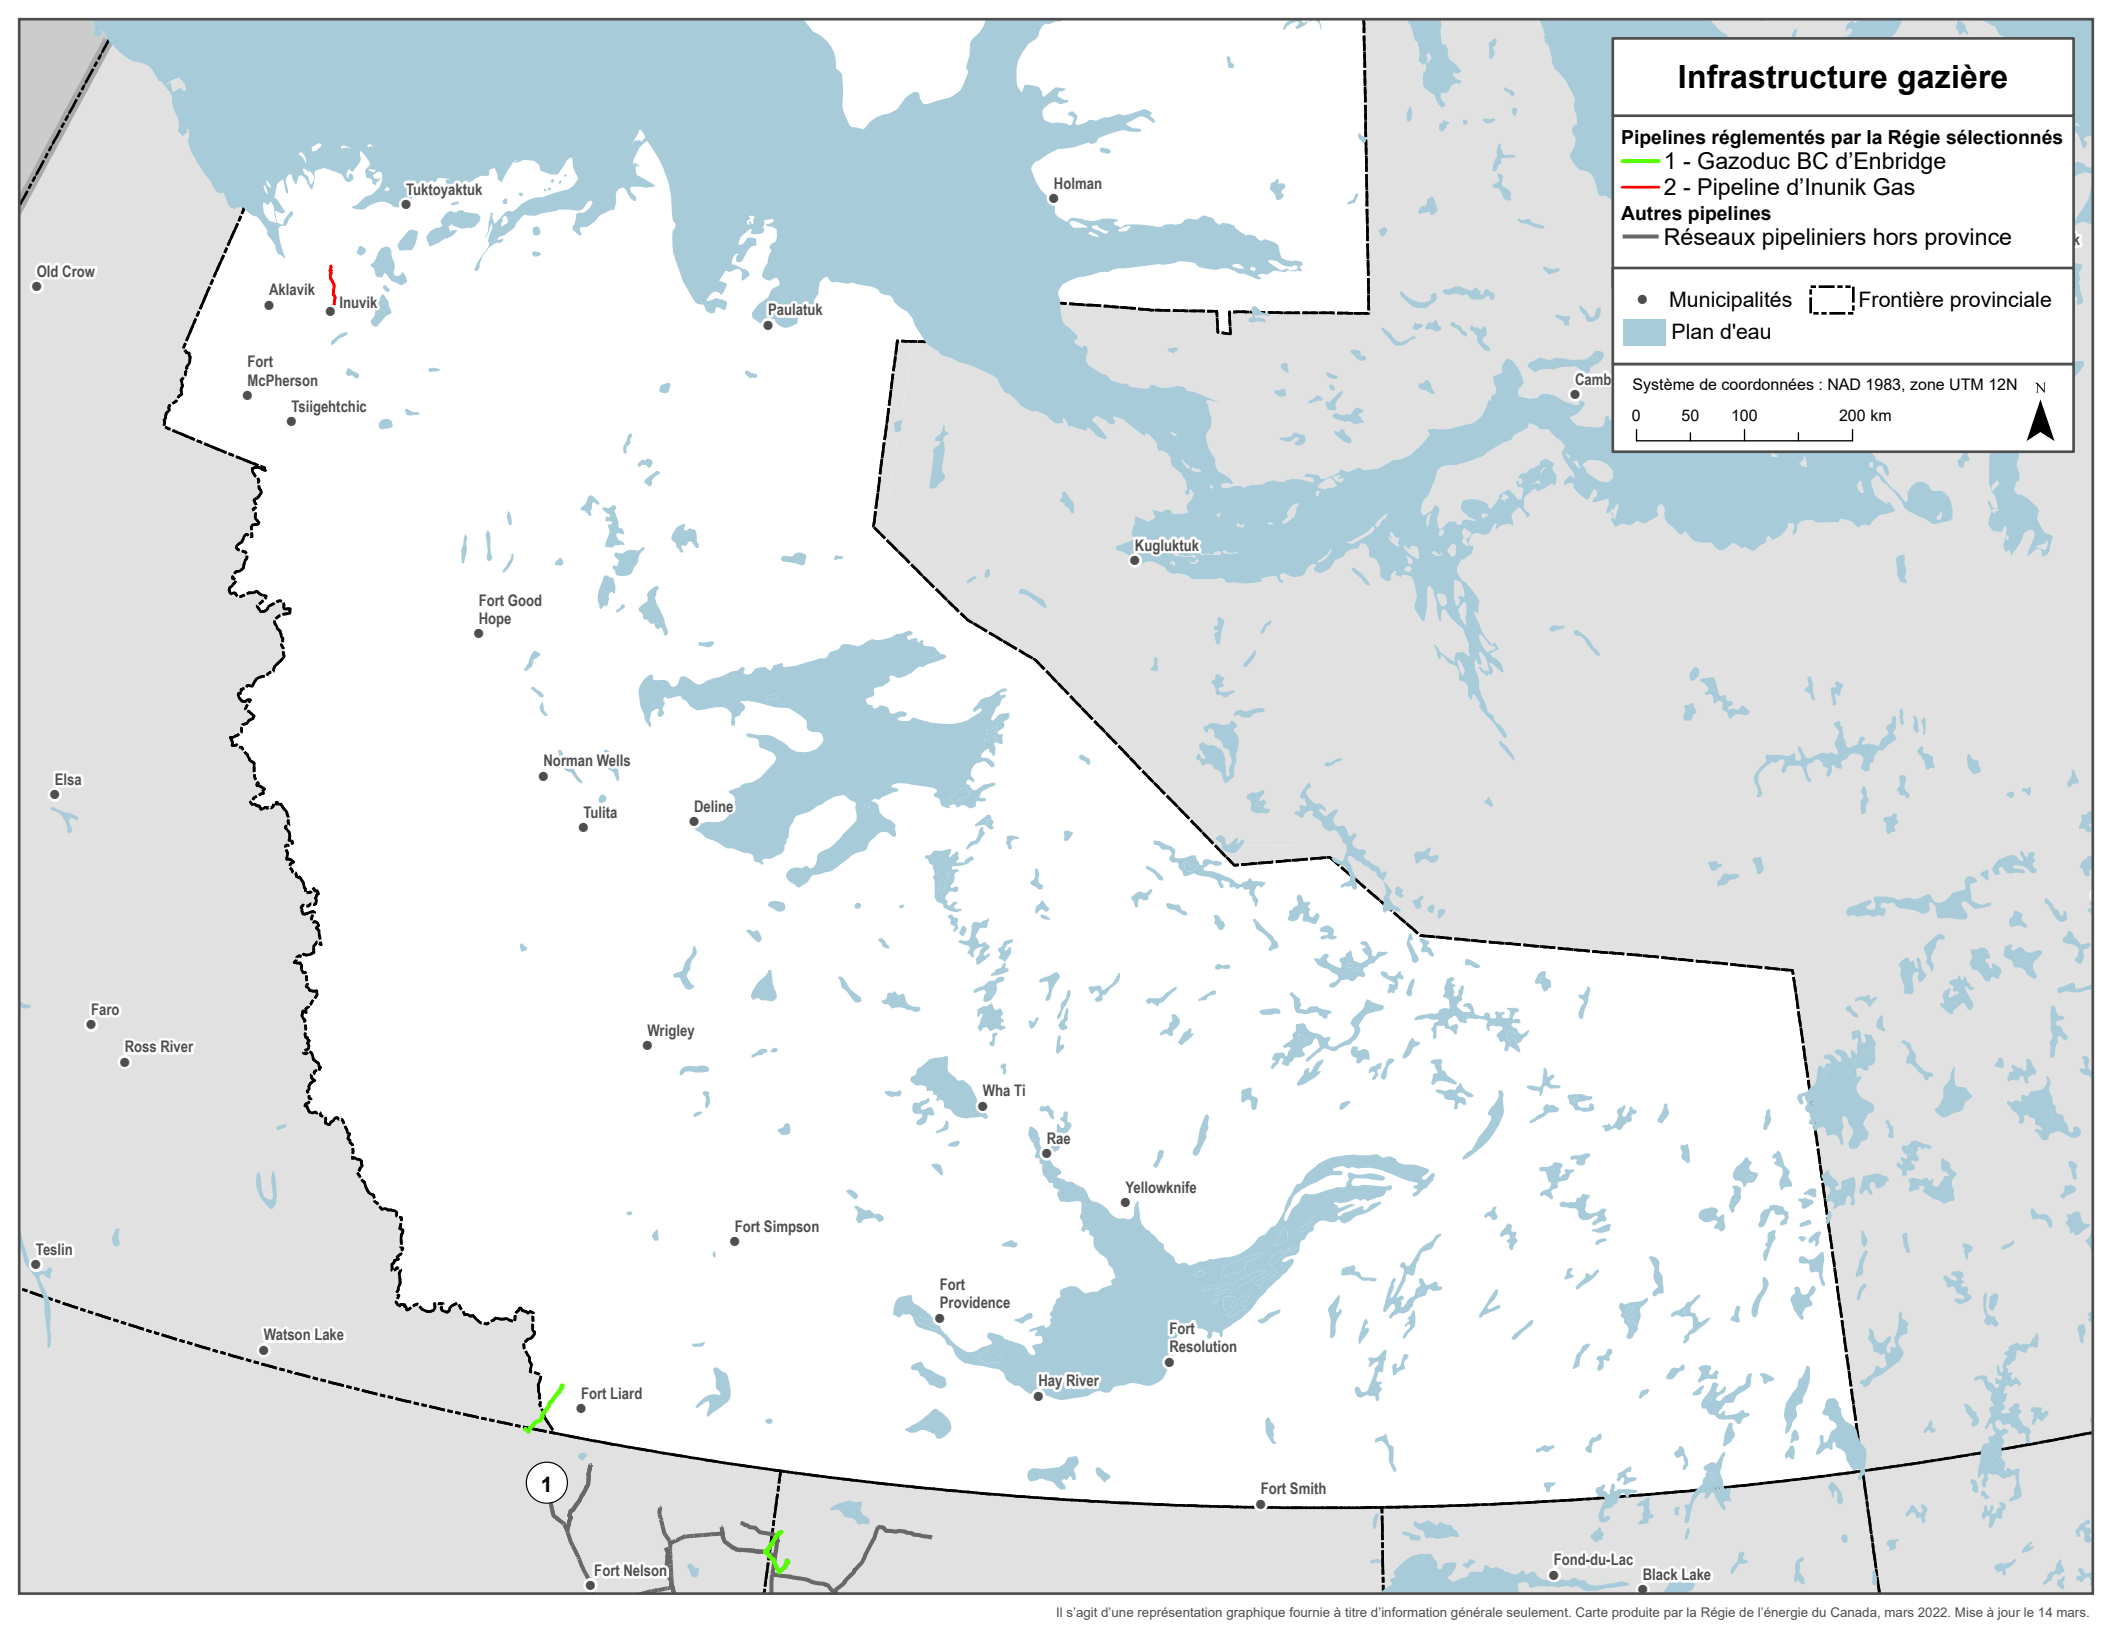 Infrastructure gazière
Pipelines réglementés par la Régie sélectionnés
1 - Gazoduc BC d’Enbridge
2 - Pipeline d’Inunik Gas
Autres pipelines
Réseaux pipeliniers hors province
Municipalités
Frontière provinciale
Plan d'eau
Système de coordonnées : NAD 1983, zone UTM 12N
N
0 50 100 200 km
Tuktoyaktuk
Holman
Old Crow
Aklavik
Inuvik
Paulatuk
Fort
McPherson
Tsiigehtchic
Camb
k
Kugluktuk
Fort Good
Hope
Norman Wells
Elsa
Tulita
Deline
Faro
Ross River
Wrigley
Wha Ti
Rae
Yellowknife
Fort Simpson
Teslin
Fort
Providence
Watson Lake
Fort
Resolution
Hay River
Fort Liard
1
Fort Smith
Fort Nelson
Fond-du-Lac
Black Lake
Il s’agit d’une représentation graphique fournie à titre d’information générale seulement. Carte produite par la Régie de l’énergie du Canada, mars 2022. Mise à jour le 14 mars.